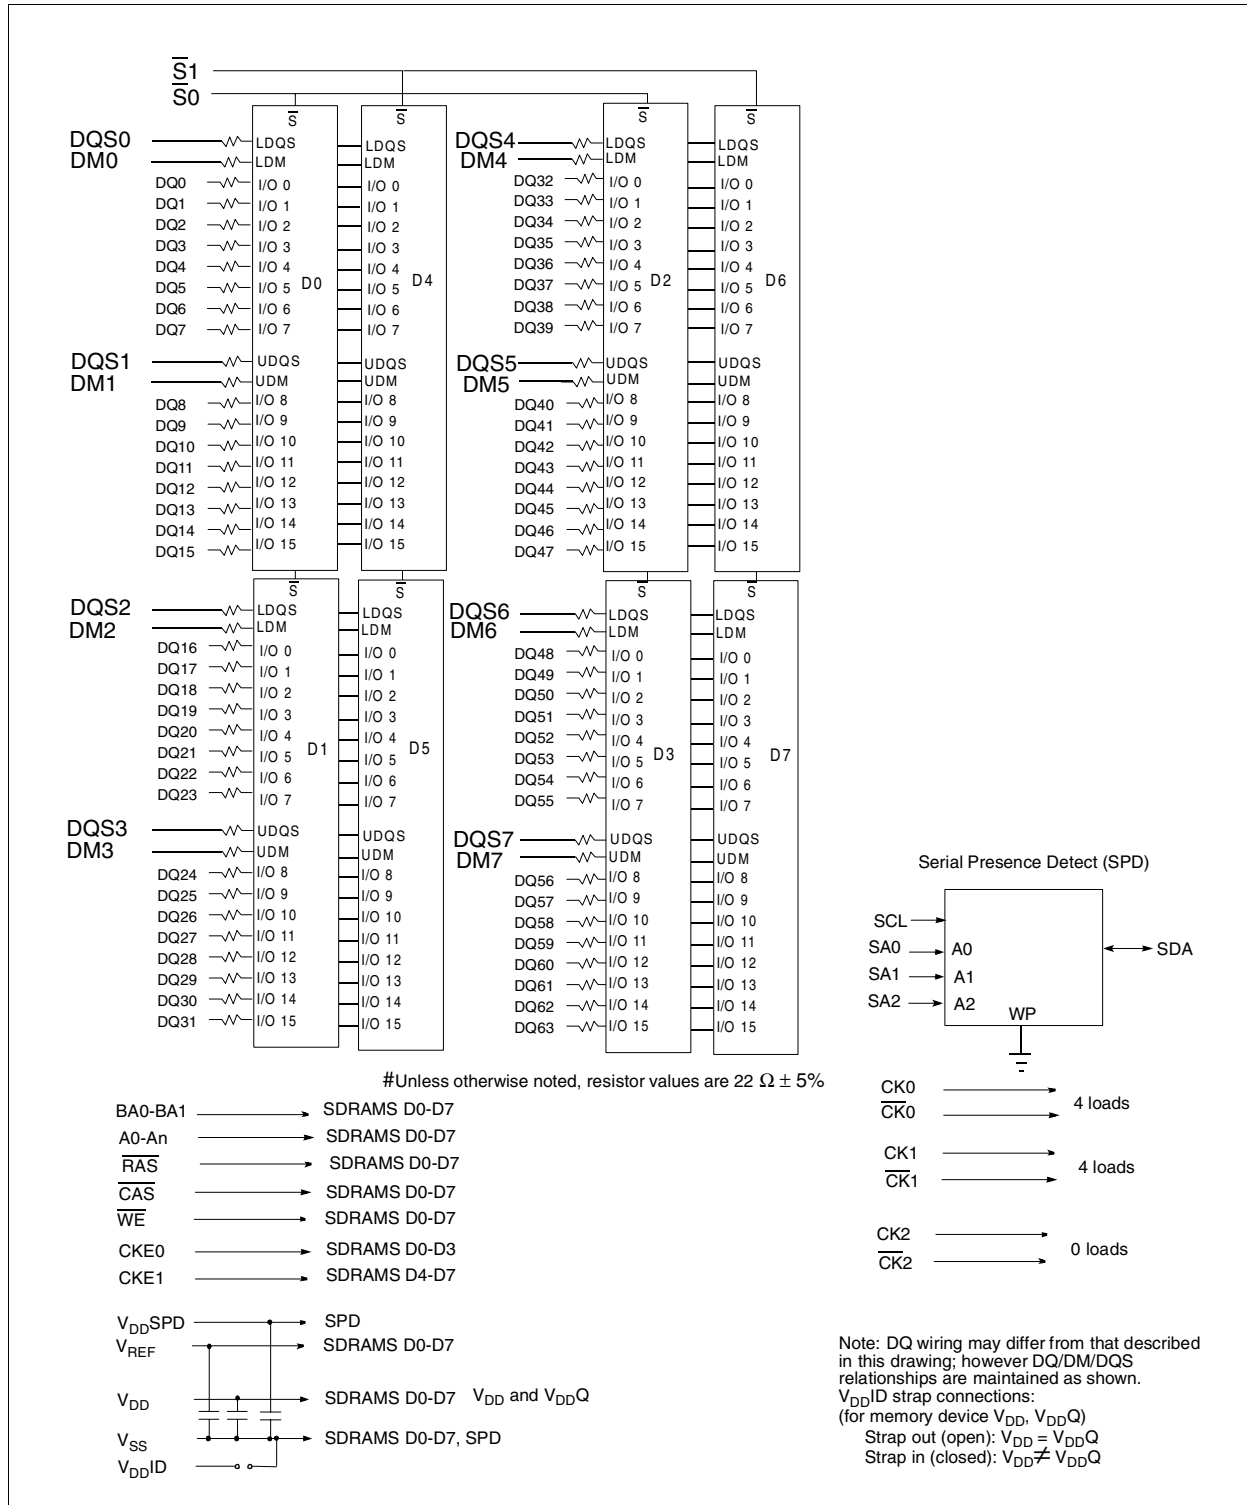 S̅1
S̅0
S̅
S̅
S̅
S̅
DQS0 LDQS LDQS
DM0 LDM LDM
DQ0 I/O 0 I/O 0
DQ1 I/O 1 I/O 1
DQ2 I/O 2 I/O 2
DQ3 I/O 3 I/O 3
DQ4 I/O 4 I/O 4
D0 D4
DQ5 I/O 5 I/O 5
DQ6 I/O 6 I/O 6
DQ7 I/O 7 I/O 7
DQS1 UDQS UDQS
DM1 UDM UDM
DQ8 I/O 8 I/O 8
DQ9 I/O 9 I/O 9
DQ10 I/O 10 I/O 10
DQ11 I/O 11 I/O 11
DQ12 I/O 12 I/O 12
DQ13 I/O 13 I/O 13
DQ14 I/O 14 I/O 14
DQ15 I/O 15 I/O 15
DQS4 LDQS LDQS
DM4 LDM LDM
DQ32 I/O 0 I/O 0
DQ33 I/O 1 I/O 1
DQ34 I/O 2 I/O 2
DQ35 I/O 3 I/O 3
DQ36 I/O 4 I/O 4
D2 D6
DQ37 I/O 5 I/O 5
DQ38 I/O 6 I/O 6
DQ39 I/O 7 I/O 7
DQS5 UDQS UDQS
DM5 UDM UDM
DQ40 I/O 8 I/O 8
DQ41 I/O 9 I/O 9
DQ42 I/O 10 I/O 10
DQ43 I/O 11 I/O 11
DQ44 I/O 12 I/O 12
DQ45 I/O 13 I/O 13
DQ46 I/O 14 I/O 14
DQ47 I/O 15 I/O 15
S̅
S̅
S̅
S̅
DQS2 LDQS LDQS
DM2 LDM LDM
DQ16 I/O 0 I/O 0
DQ17 I/O 1 I/O 1
DQ18 I/O 2 I/O 2
DQ19 I/O 3 I/O 3
DQ20 I/O 4 I/O 4
D1 D5
DQ21 I/O 5 I/O 5
DQ22 I/O 6 I/O 6
DQ23 I/O 7 I/O 7
DQS3 UDQS UDQS
DM3 UDM UDM
DQ24 I/O 8 I/O 8
DQ25 I/O 9 I/O 9
DQ26 I/O 10 I/O 10
DQ27 I/O 11 I/O 11
DQ28 I/O 12 I/O 12
DQ29 I/O 13 I/O 13
DQ30 I/O 14 I/O 14
DQ31 I/O 15 I/O 15
DQS6 LDQS LDQS
DM6 LDM LDM
DQ48 I/O 0 I/O 0
DQ49 I/O 1 I/O 1
DQ50 I/O 2 I/O 2
DQ51 I/O 3 I/O 3
DQ52 I/O 4 I/O 4
D3 D7
DQ53 I/O 5 I/O 5
DQ54 I/O 6 I/O 6
DQ55 I/O 7 I/O 7
DQS7 UDQS UDQS
DM7 UDM UDM
DQ56 I/O 8 I/O 8
DQ57 I/O 9 I/O 9
DQ58 I/O 10 I/O 10
DQ59 I/O 11 I/O 11
DQ60 I/O 12 I/O 12
DQ61 I/O 13 I/O 13
DQ62 I/O 14 I/O 14
DQ63 I/O 15 I/O 15
Serial Presence Detect (SPD)
SCL
SA0 A0 SDA
SA1 A1
SA2 A2
WP
#Unless otherwise noted, resistor values are 22 Ω ± 5%
BA0-BA1 SDRAMS D0-D7
A0-An SDRAMS D0-D7
R̅A̅S̅ SDRAMS D0-D7
C̅A̅S̅ SDRAMS D0-D7
W̅E̅ SDRAMS D0-D7
CKE0 SDRAMS D0-D3
CKE1 SDRAMS D4-D7
CK0
C̅K̅0
4 loads
CK1
C̅K̅1
4 loads
CK2
C̅K̅2
0 loads
VDDSPD SPD
VREF SDRAMS D0-D7
VDD SDRAMS D0-D7 VDD and VDDQ
VSS SDRAMS D0-D7, SPD
VDDID
Note: DQ wiring may differ from that described
in this drawing; however DQ/DM/DQS
relationships are maintained as shown.
VDDID strap connections:
(for memory device VDD, VDDQ)
Strap out (open): VDD = VDDQ
Strap in (closed): VDD ≠ VDDQ